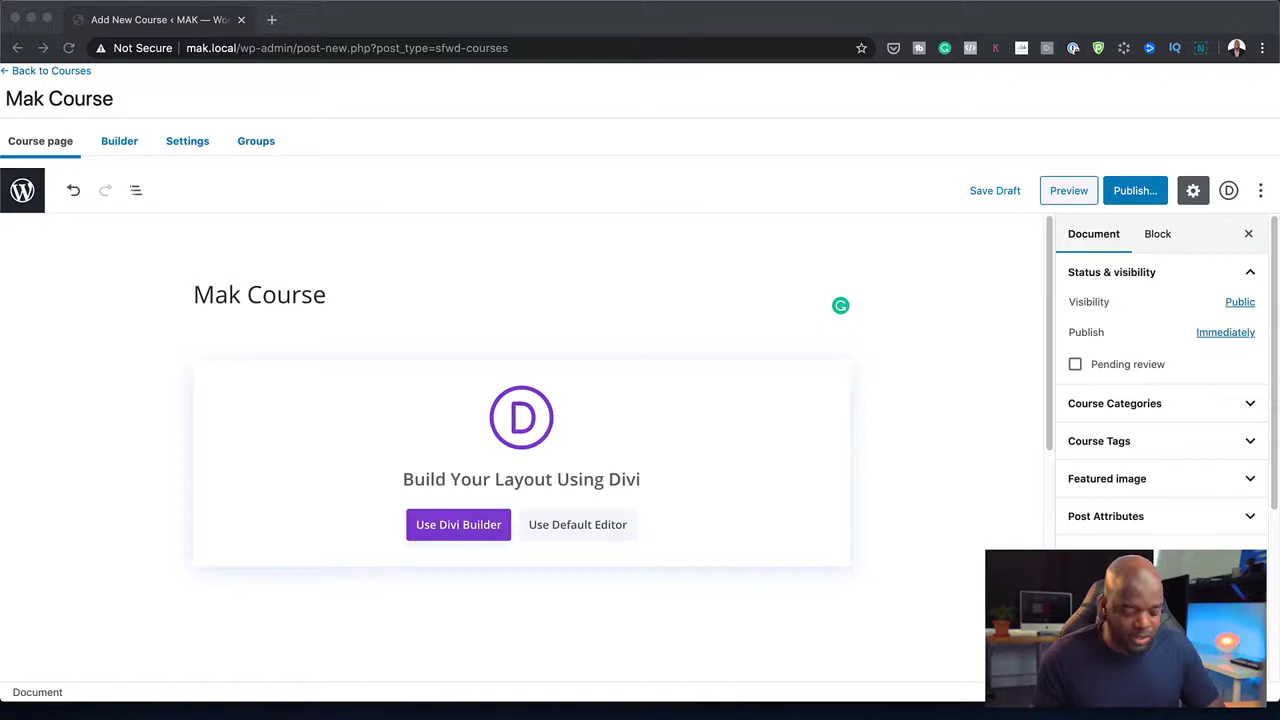 Add New Course ‹ MAK — Wo
Not Secure | mak.local/wp-admin/post-new.php?post_type=sfwd-courses
← Back to Courses
Mak Course
Course page Builder Settings Groups
Save Draft Preview Publish...
Document Block
Status & visibility
Visibility Public
Publish Immediately
Pending review
Course Categories
Course Tags
Featured image
Post Attributes
Mak Course
D
Build Your Layout Using Divi
Use Divi Builder Use Default Editor
Document